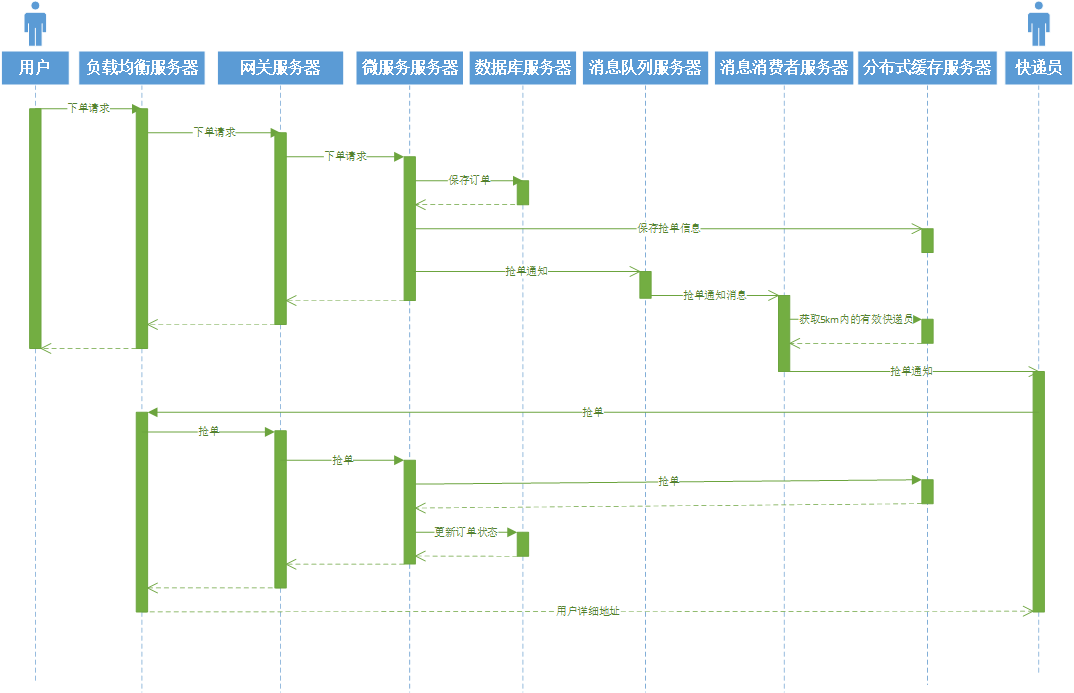 用户
负载均衡服务器
网关服务器
微服务服务器
数据库服务器
消息队列服务器
消息消费者服务器
分布式缓存服务器
快递员
下单请求
下单请求
下单请求
保存订单
保存抢单信息
抢单通知
抢单通知消息
获取5km内的有效快递员
抢单通知
抢单
抢单
抢单
抢单
更新订单状态
用户详细地址